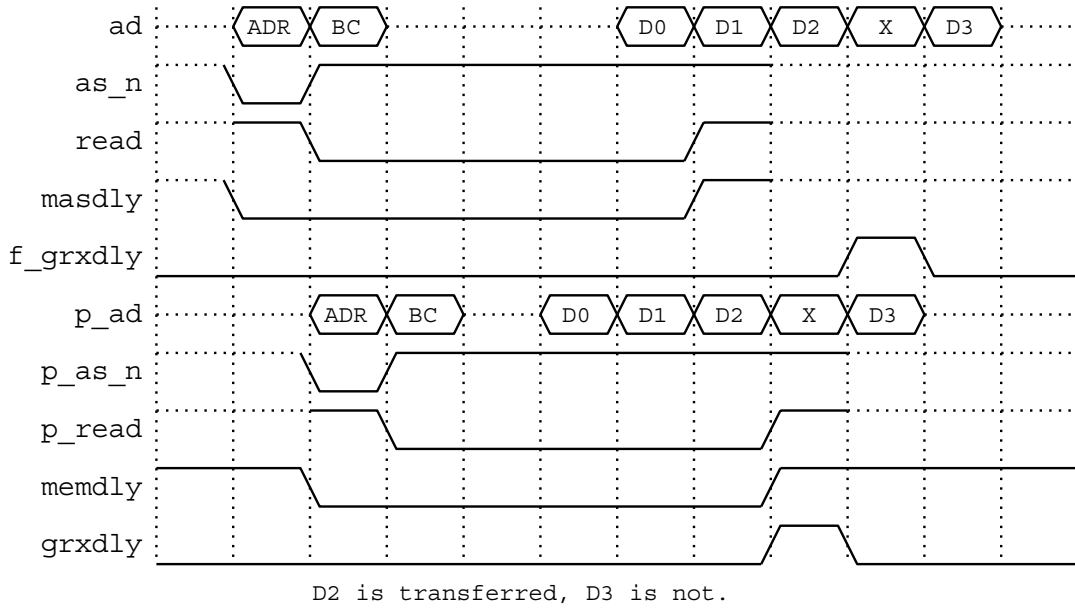 ad ADR BC D0 D1 D2 X D3
as_n
read
masdly
f_grxdly
p_ad ADR BC D0 D1 D2 X D3
p_as_n
p_read
memdly
grxdly
D2 is transferred, D3 is not.